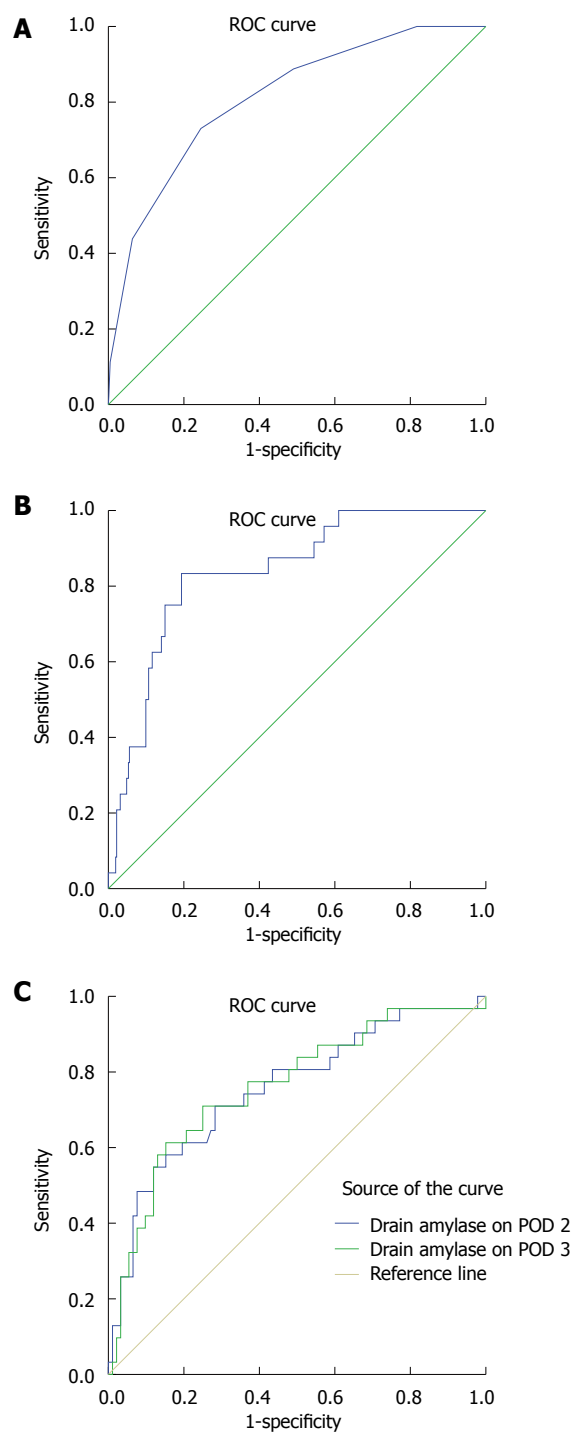 A
ROC curve
1.0
0.8
0.6
0.4
0.2
0.0
Sensitivity
0.0 0.2 0.4 0.6 0.8 1.0
1-specificity
B
ROC curve
1.0
0.8
0.6
0.4
0.2
0.0
Sensitivity
0.0 0.2 0.4 0.6 0.8 1.0
1-specificity
C
ROC curve
1.0
0.8
0.6
0.4
0.2
0.0
Sensitivity
Source of the curve
Drain amylase on POD 2
Drain amylase on POD 3
Reference line
0.0 0.2 0.4 0.6 0.8 1.0
1-specificity